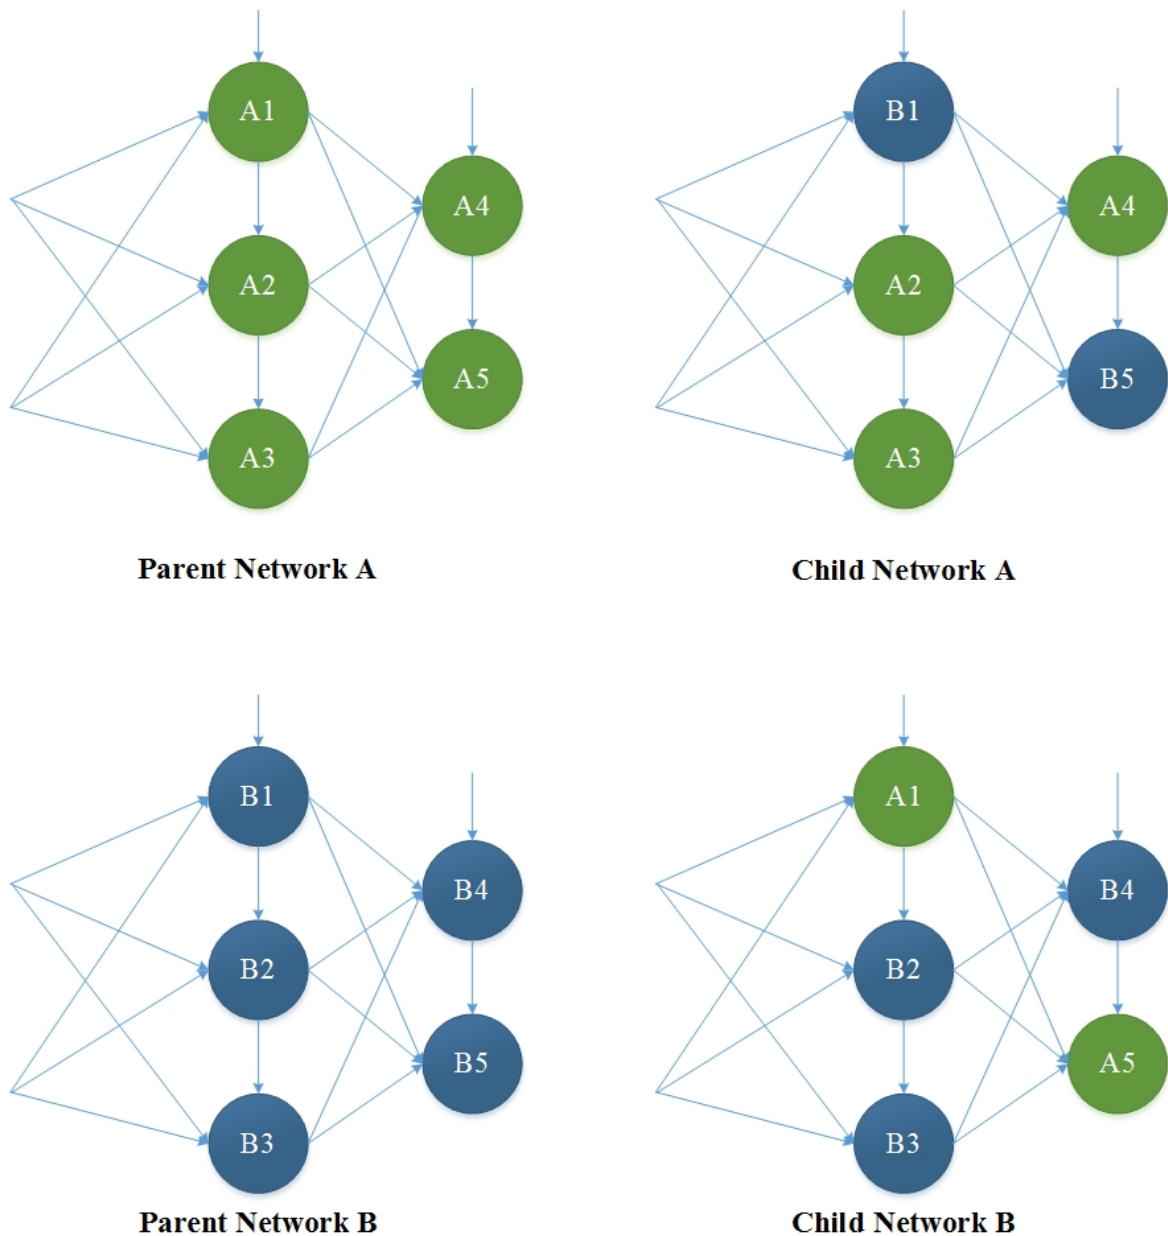 A1
A2
A3
A4
A5
Parent Network A
B1
A2
A3
A4
B5
Child Network A
B1
B2
B3
B4
B5
Parent Network B
A1
B2
B3
B4
A5
Child Network B